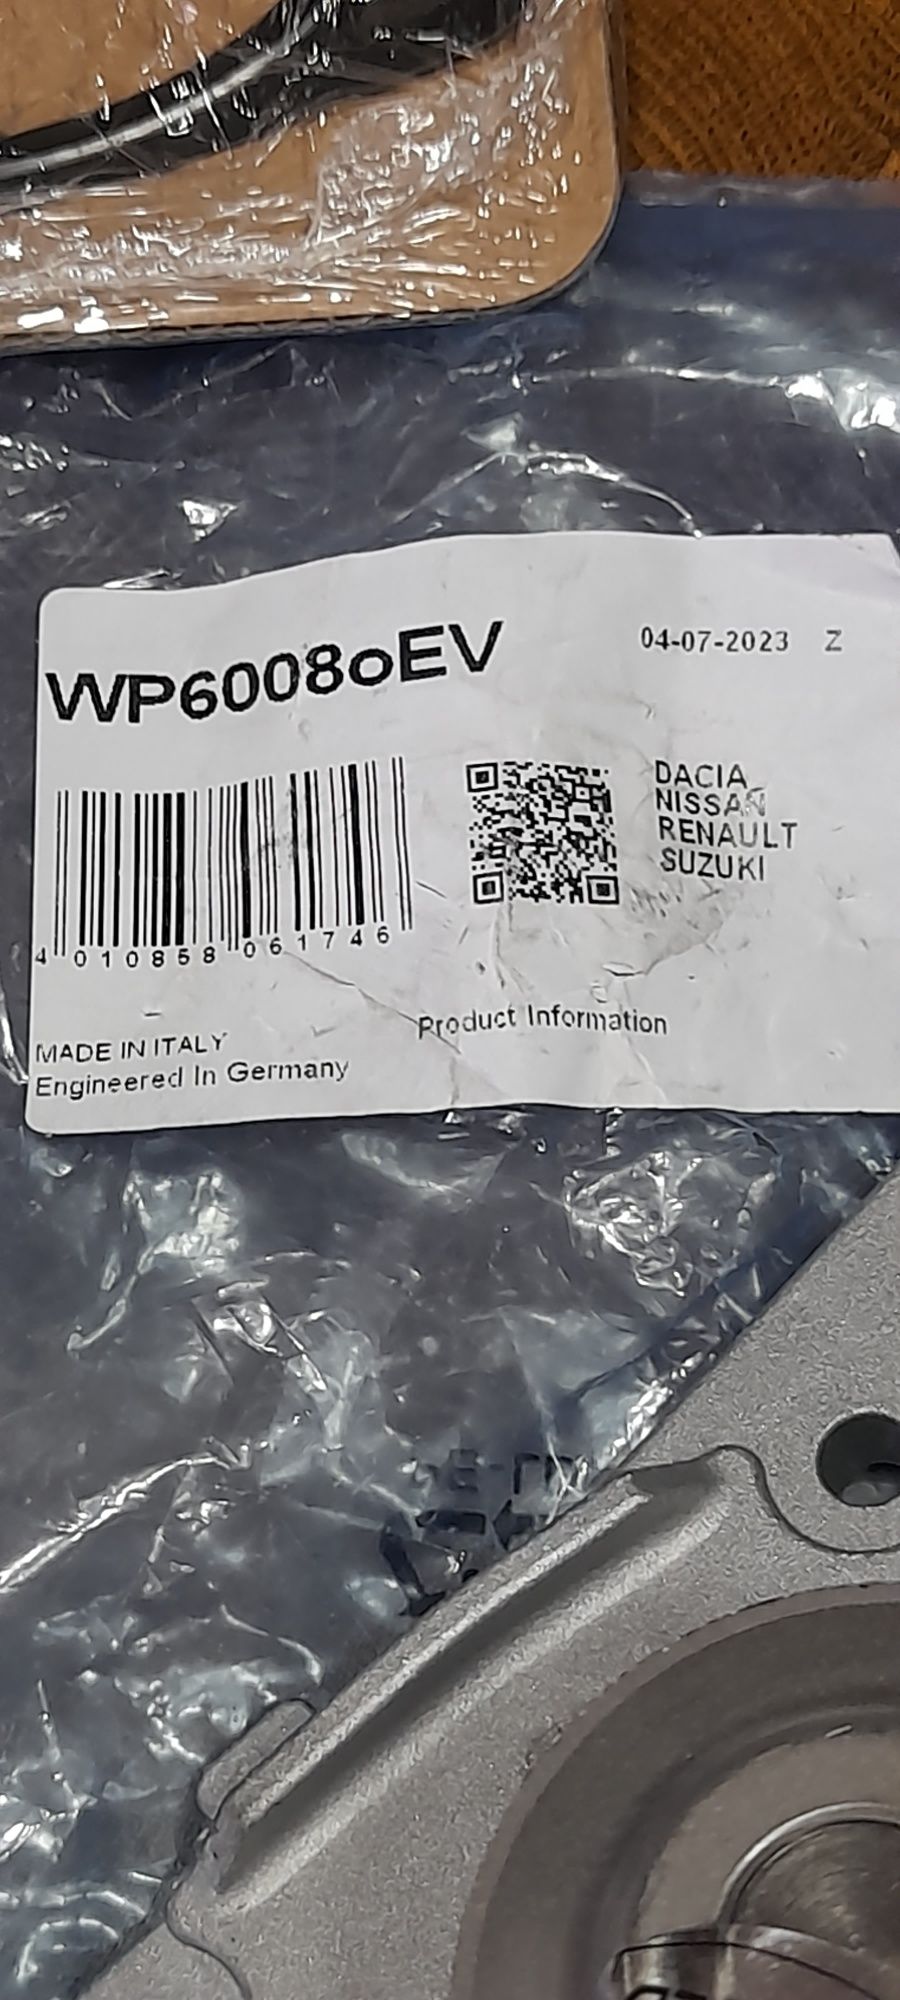 WP6008oEV
04-07-2023 Z
DACIA
NISSAN
RENAULT
SUZUKI
4 010858 061746
Product Information
MADE IN ITALY
Engineered In Germany